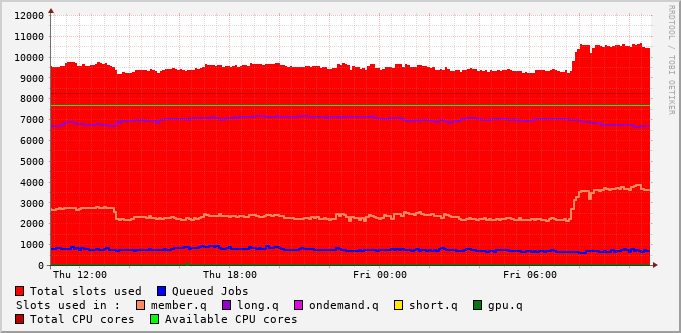 12000
11000
10000
9000
8000
7000
6000
5000
4000
3000
2000
1000
0
Thu 12:00 Thu 18:00 Fri 00:00 Fri 06:00
Total slots used Queued Jobs
Slots used in : member.q long.q ondemand.q short.q gpu.q
Total CPU cores Available CPU cores
RRDTOOL / TOBI OETIKER